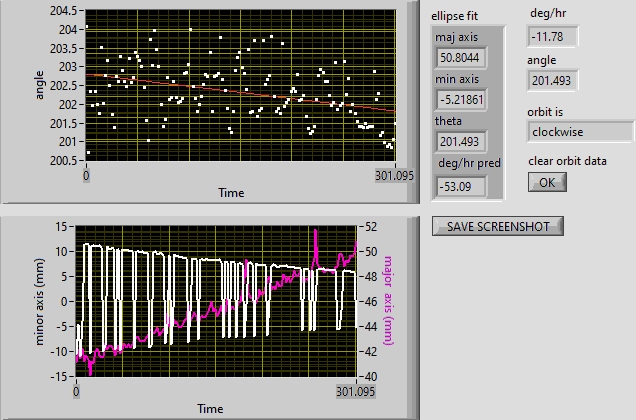 204.5
204
203.5
203
202.5
202
201.5
201
200.5
angle
0
301.095
Time
ellipse fit
maj axis
50.8044
min axis
-5.21861
theta
201.493
deg/hr pred
-53.09
deg/hr
-11.78
angle
201.493
orbit is
clockwise
clear orbit data
OK
SAVE SCREENSHOT
15
10
5
0
-5
-10
-15
minor axis (mm)
52
50
48
46
44
42
40
major axis (mm)
0
301.095
Time